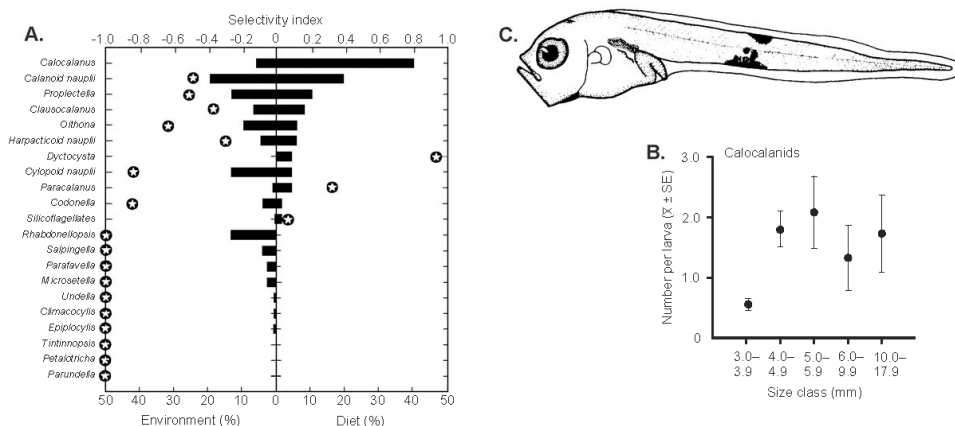 A.
Selectivity index
-1.0 -0.8 -0.6 -0.4 -0.2 0 0.2 0.4 0.6 0.8 1.0
Calocalanus
Calanoid nauplii
Proplectella
Clausocalanus
Oithona
Harpacticoid nauplii
Dyctocysta
Cylopoid nauplii
Paracalanus
Codonella
Silicoflagellates
Rhabdonellopsis
Salpingella
Parafavella
Microsetella
Undella
Climacocylis
Epiplocylis
Tintinnopsis
Petalotricha
Parundella
50 40 30 20 10 0 10 20 30 40 50
Environment (%) Diet (%)
C.
B.
Calocalanids
Number per larva (x̅ ± SE)
3.0
2.0
1.0
0
3.0– 4.0– 5.0– 6.0– 10.0–
3.9 4.9 5.9 9.9 17.9
Size class (mm)